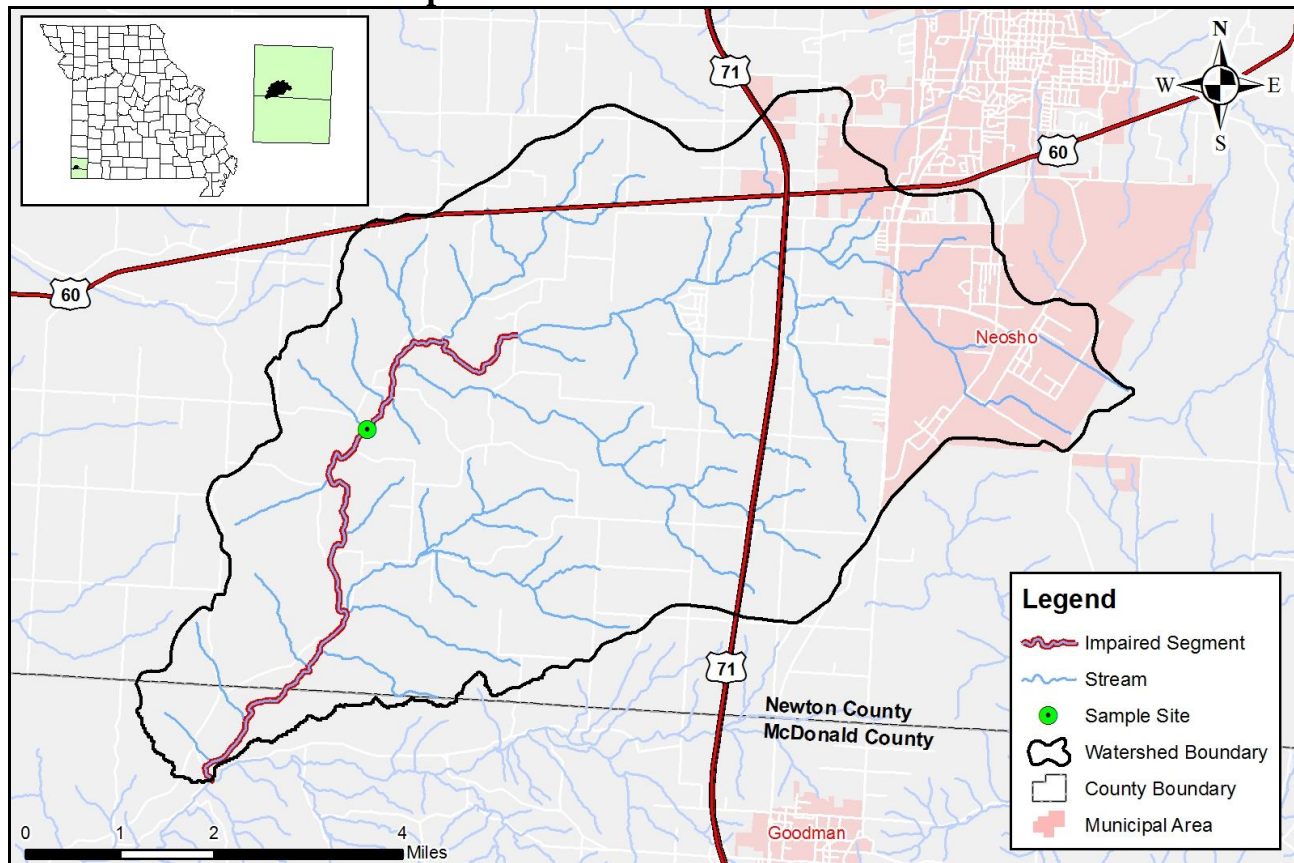 N
W E
S
71
60
60
Neosho
71
Newton County
McDonald County
Goodman
0 1 2 4
Miles
Legend
Impaired Segment
Stream
Sample Site
Watershed Boundary
County Boundary
Municipal Area